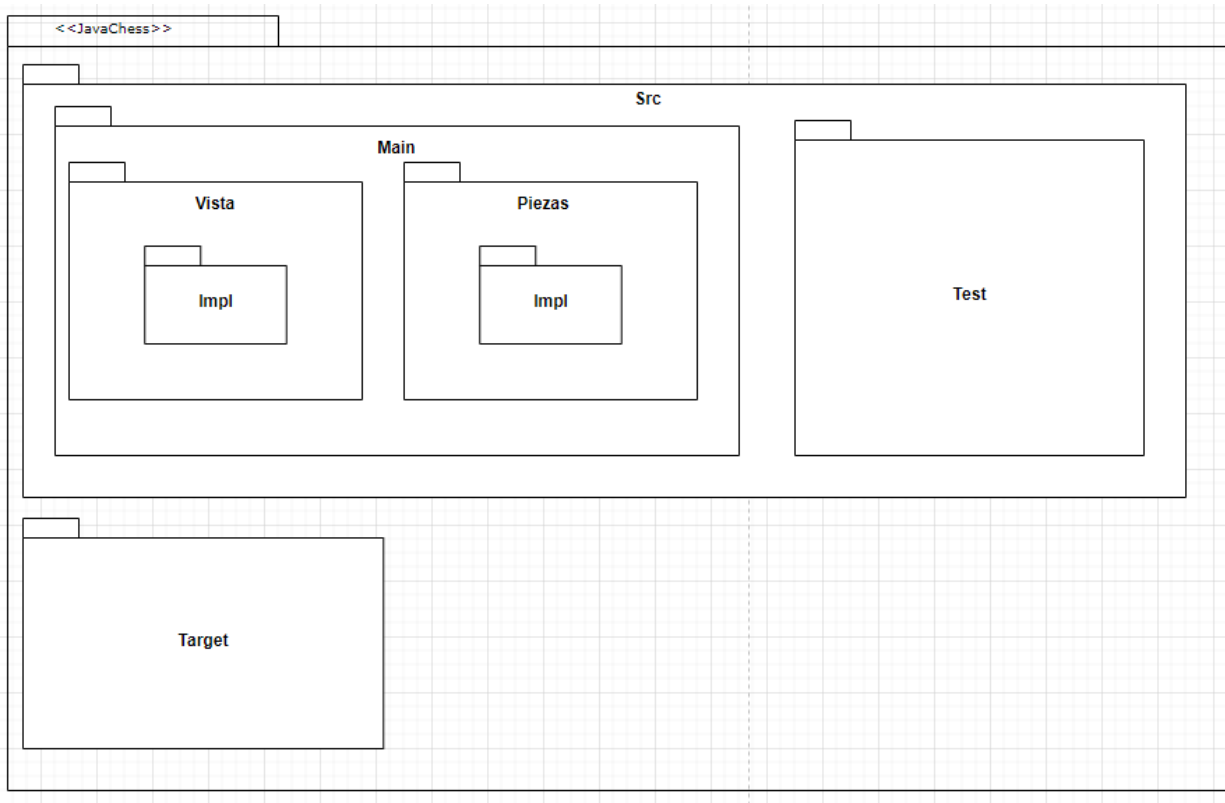 <<JavaChess>>
Src
Main
Vista
Piezas
Impl
Impl
Test
Target